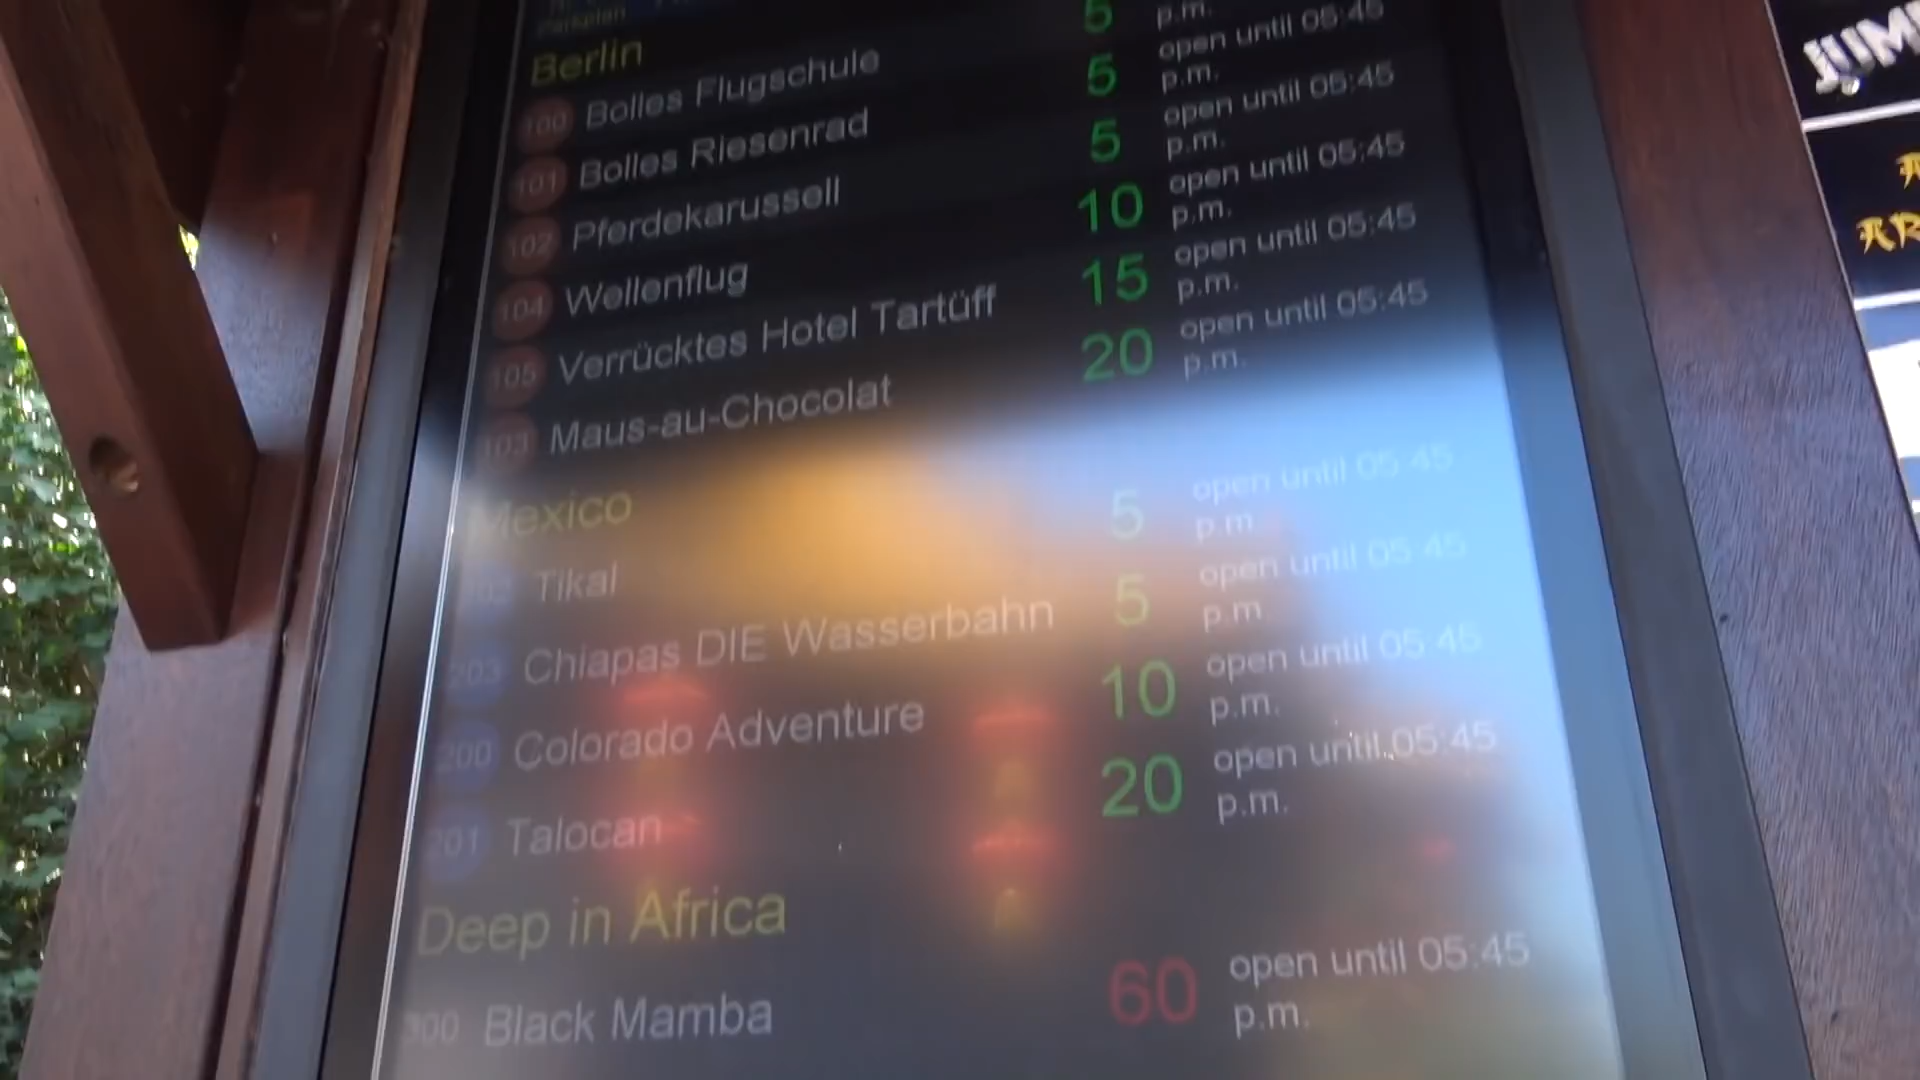 5 p.m.
Berlin
100 Bolles Flugschule 5 open until 05:45 p.m.
101 Bolles Riesenrad 5 open until 05:45 p.m.
102 Pferdekarussell 10 open until 05:45 p.m.
104 Wellenflug 15 open until 05:45 p.m.
105 Verrücktes Hotel Tartüff 20 open until 05:45 p.m.
103 Maus-au-Chocolat
Mexico 5 open until 05:45 p.m.
Tikal 5 open until 05:45 p.m.
203 Chiapas DIE Wasserbahn 10 open until 05:45 p.m.
200 Colorado Adventure 20 open until 05:45 p.m.
201 Talocan
Deep in Africa
300 Black Mamba 60 open until 05:45 p.m.